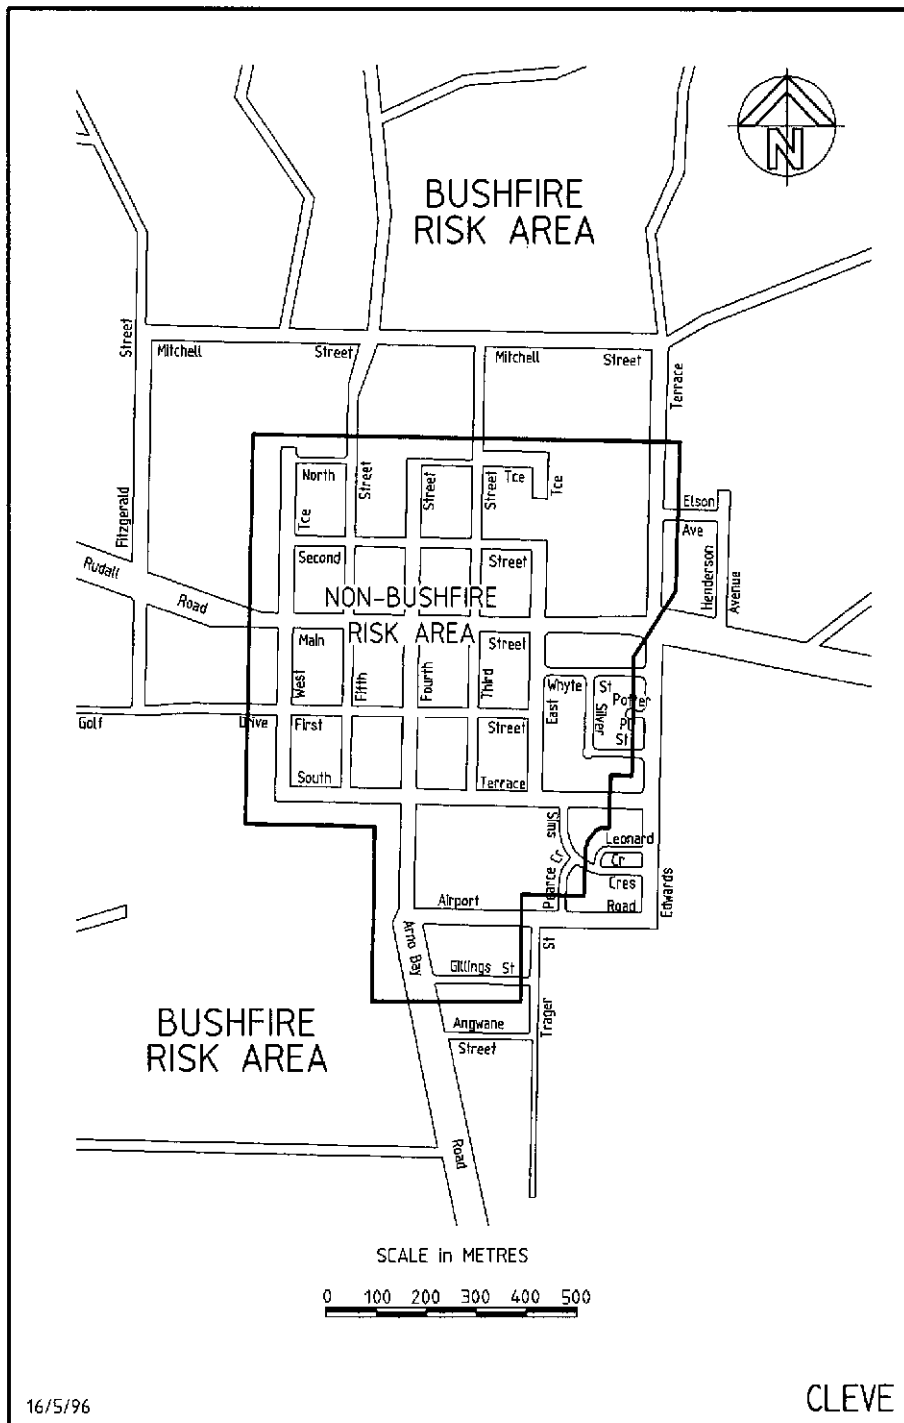 N
BUSHFIRE
RISK AREA
Street
Mitchell
Street
Mitchell
Street
Terrace
Fitzgerald
North
Tce
Street
Street
Street
Tce
Tce
Elson
Ave
Henderson
Avenue
Second
Street
Rudall
Road
NON-BUSHFIRE
RISK AREA
Main
Street
West
Fifth
Fourth
Third
East
Whyte
St
Silver
St
Potter
Pl
Golf
Drive
First
Street
South
Terrace
Sims
Leonard
Cr
Pearce Cr
Cres
Airport
Road
Edwards
Arno Bay
Gillings St
St
Trager
Angwane
Street
BUSHFIRE
RISK AREA
Road
SCALE in METRES
0 100 200 300 400 500
16/5/96
CLEVE